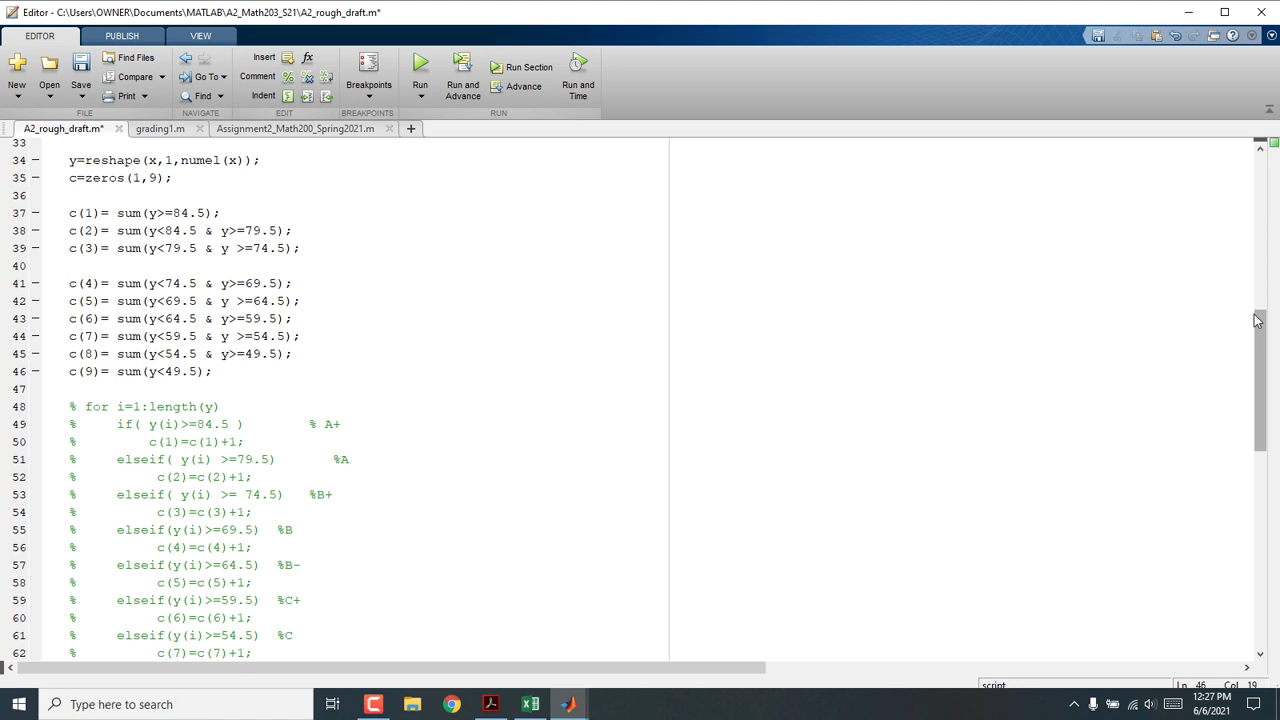 Editor - C:\Users\OWNER\Documents\MATLAB\A2_Math203_S21\A2_rough_draft.m*
EDITOR PUBLISH VIEW
New Open Save Find Files Compare Print Go To Find Insert fx Comment Indent Breakpoints Run Run and Advance Run Section Advance Run and Time
FILE NAVIGATE EDIT BREAKPOINTS RUN
A2_rough_draft.m* grading1.m Assignment2_Math200_Spring2021.m
33
34 y=reshape(x,1,numel(x));
35 c=zeros(1,9);
36
37 c(1)= sum(y>=84.5);
38 c(2)= sum(y<84.5 & y>=79.5);
39 c(3)= sum(y<79.5 & y >=74.5);
40
41 c(4)= sum(y<74.5 & y>=69.5);
42 c(5)= sum(y<69.5 & y >=64.5);
43 c(6)= sum(y<64.5 & y>=59.5);
44 c(7)= sum(y<59.5 & y >=54.5);
45 c(8)= sum(y<54.5 & y>=49.5);
46 c(9)= sum(y<49.5);
47
48 % for i=1:length(y)
49 % if( y(i)>=84.5 ) % A+
50 % c(1)=c(1)+1;
51 % elseif( y(i) >=79.5) %A
52 % c(2)=c(2)+1;
53 % elseif( y(i) >= 74.5) %B+
54 % c(3)=c(3)+1;
55 % elseif(y(i)>=69.5) %B
56 % c(4)=c(4)+1;
57 % elseif(y(i)>=64.5) %B-
58 % c(5)=c(5)+1;
59 % elseif(y(i)>=59.5) %C+
60 % c(6)=c(6)+1;
61 % elseif(y(i)>=54.5) %C
62 % c(7)=c(7)+1;
script Ln 46 Col 19
Type here to search
12:27 PM
6/6/2021